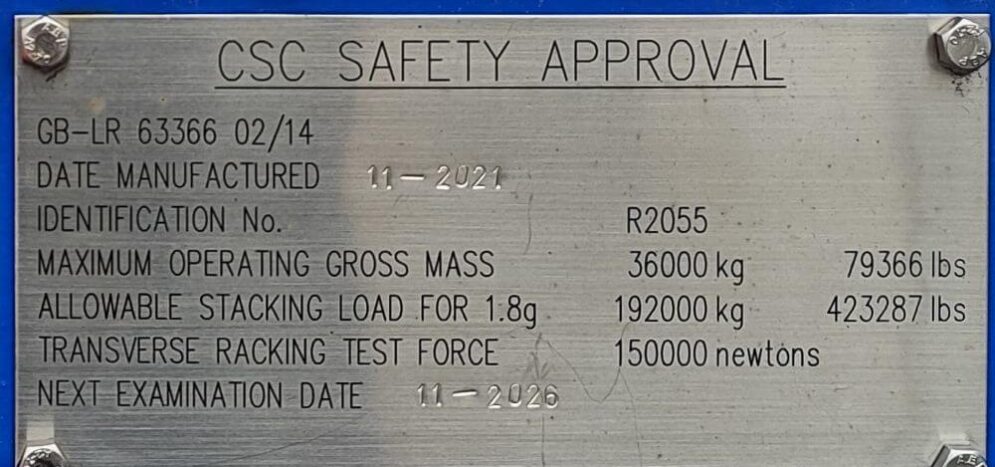 CSC SAFETY APPROVAL
GB-LR 63366 02/14
DATE MANUFACTURED 11-2021
IDENTIFICATION No. R2055
MAXIMUM OPERATING GROSS MASS 36000 kg 79366 lbs
ALLOWABLE STACKING LOAD FOR 1.8g 192000 kg 423287 lbs
TRANSVERSE RACKING TEST FORCE 150000 newtons
NEXT EXAMINATION DATE 11-2026